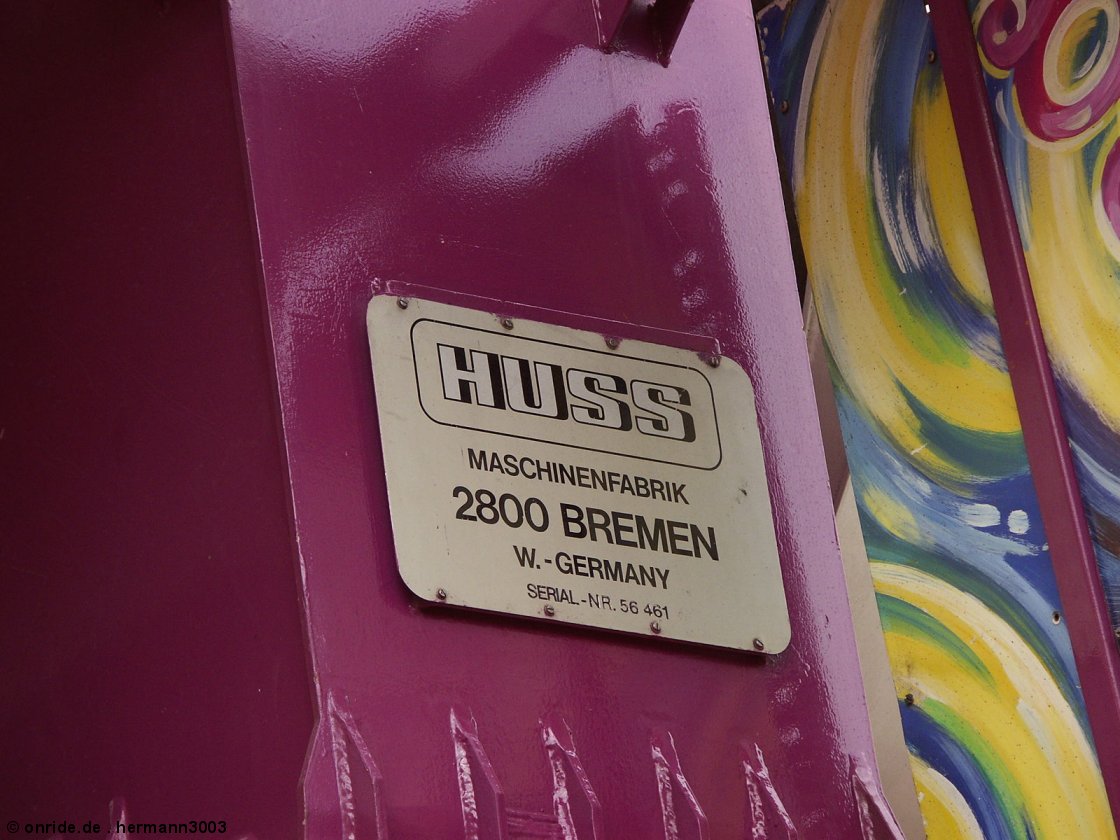 HUSS
MASCHINENFABRIK
2800 BREMEN
W.-GERMANY
SERIAL.-NR. 56 461
© onride.de . hermann3003